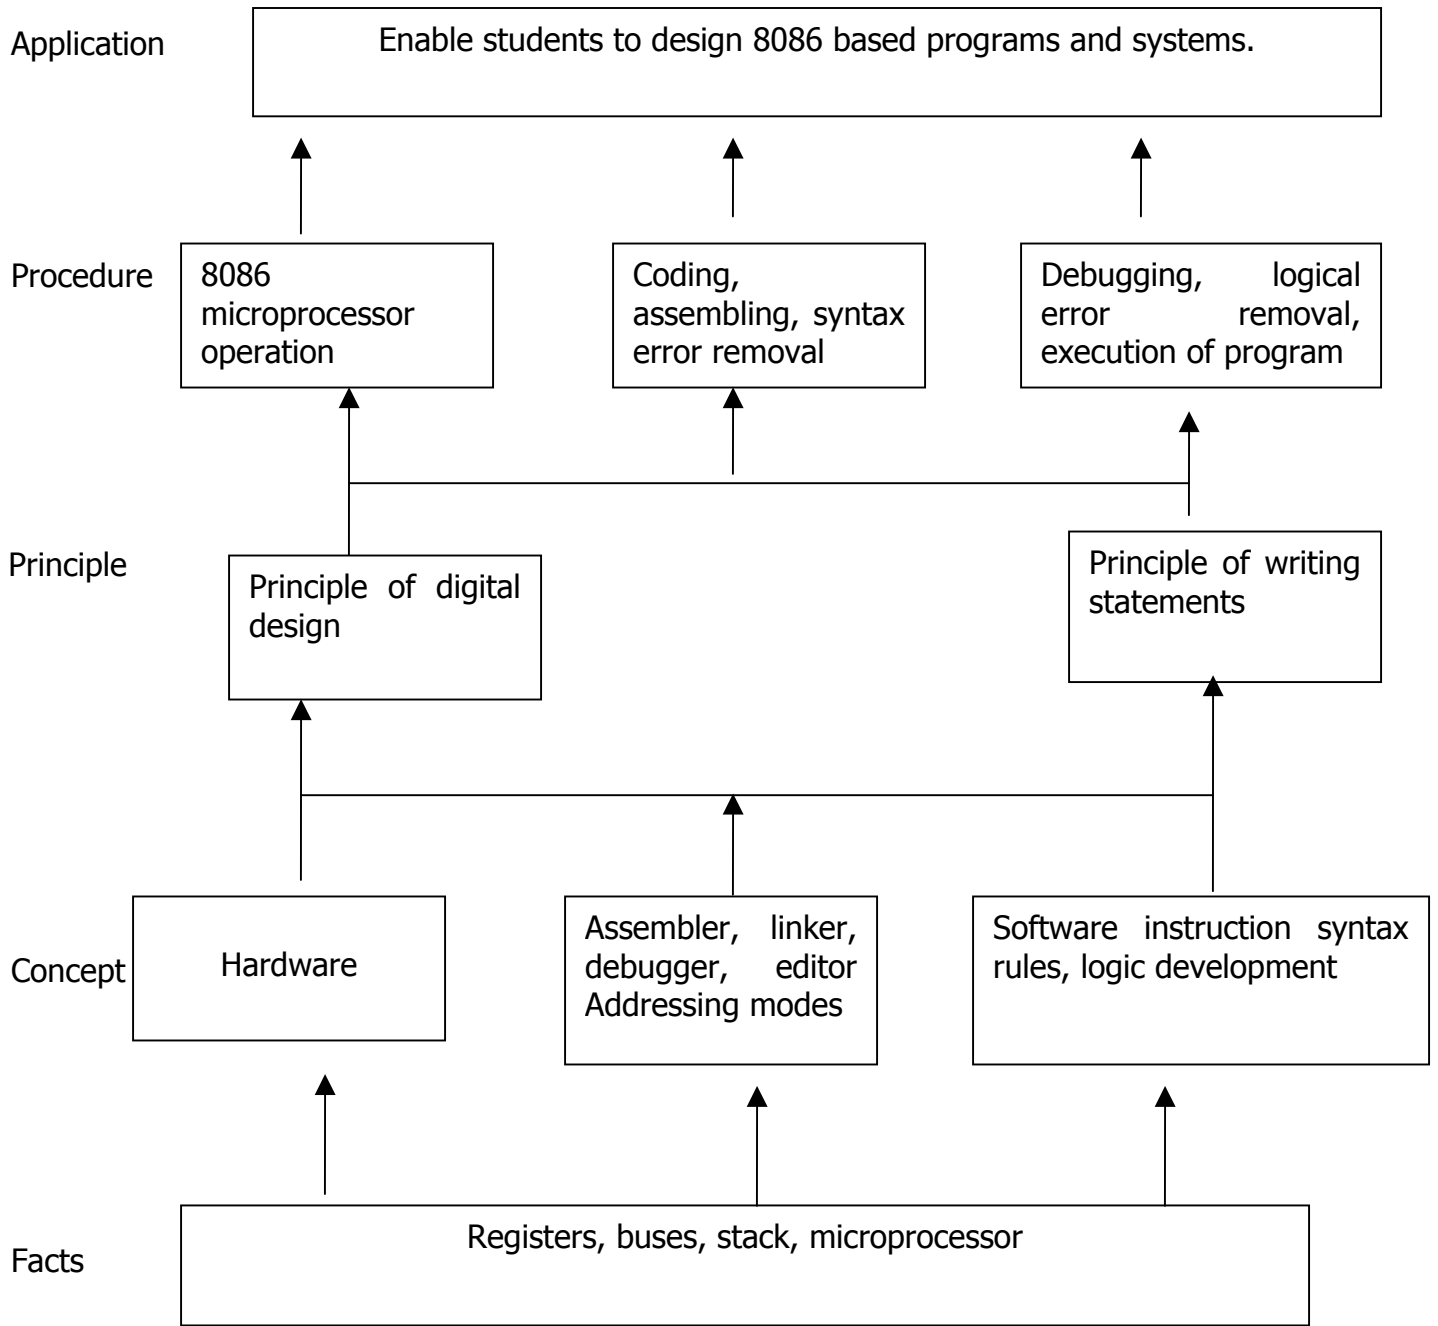 Application
Enable students to design 8086 based programs and systems.
Procedure
8086
microprocessor
operation
Coding,
assembling, syntax
error removal
Debugging, logical
error removal,
execution of program
Principle
Principle of digital
design
Principle of writing
statements
Concept
Hardware
Assembler, linker,
debugger, editor
Addressing modes
Software instruction syntax
rules, logic development
Facts
Registers, buses, stack, microprocessor